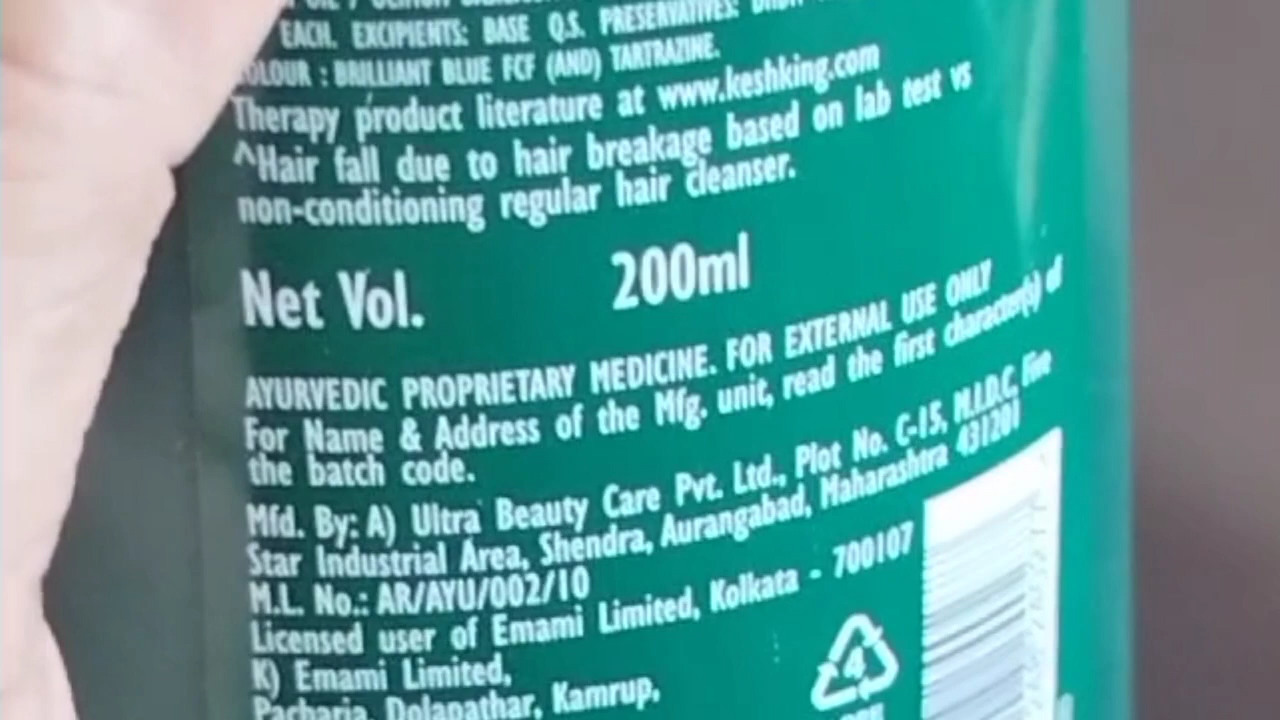 EACH. EXCIPIENTS: BASE Q.S. PRESERVATIVES:
COLOUR : BRILLIANT BLUE FCF (AND) TARTRAZINE.
Therapy product literature at www.keshking.com
^Hair fall due to hair breakage based on lab test vs
non-conditioning regular hair cleanser.
Net Vol. 200ml
AYURVEDIC PROPRIETARY MEDICINE. FOR EXTERNAL USE ONLY
For Name & Address of the Mfg. unit, read the first character(s) of
the batch code.
Mfd. By: A) Ultra Beauty Care Pvt. Ltd., Plot No. C-15, M.I.D.C, Five
Star Industrial Area, Shendra, Aurangabad, Maharashtra 431201
M.L. No.: AR/AYU/002/10
Licensed user of Emami Limited, Kolkata - 700107
K) Emami Limited,
Pacharia, Dolapathar, Kamrup,
4